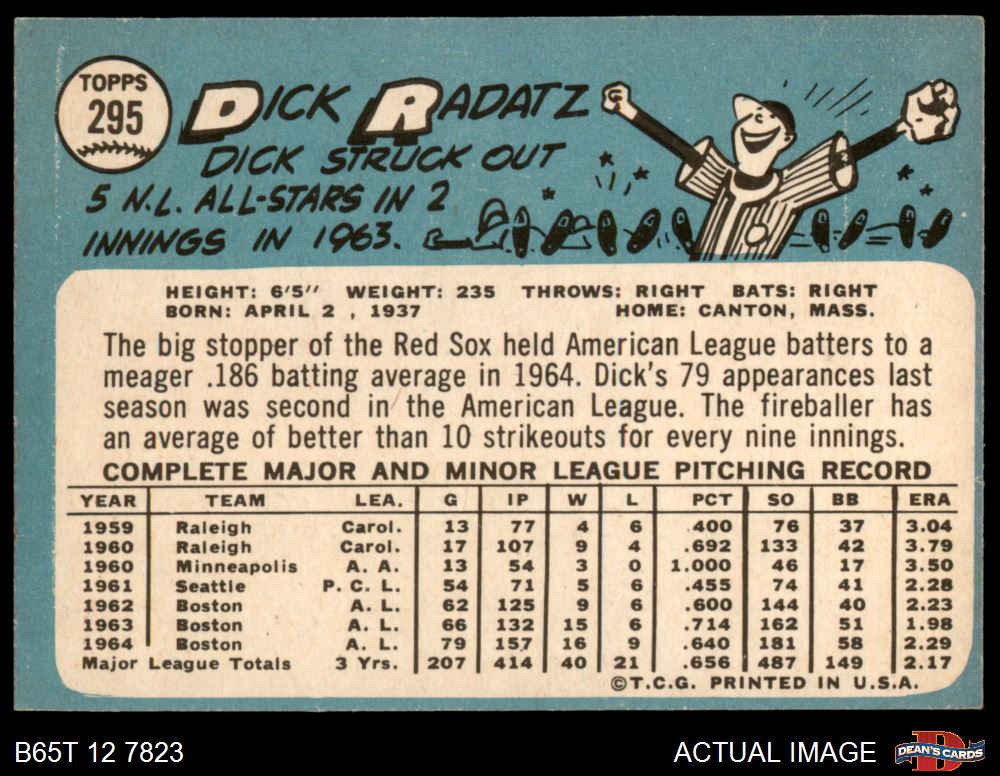 TOPPS
295
DICK RADATZ
DICK STRUCK OUT
5 N.L. ALL-STARS IN 2
INNINGS IN 1963.
HEIGHT: 6'5" WEIGHT: 235 THROWS: RIGHT BATS: RIGHT
BORN: APRIL 2 , 1937 HOME: CANTON, MASS.
The big stopper of the Red Sox held American League batters to a
meager .186 batting average in 1964. Dick's 79 appearances last
season was second in the American League. The fireballer has
an average of better than 10 strikeouts for every nine innings.
COMPLETE MAJOR AND MINOR LEAGUE PITCHING RECORD
YEAR TEAM LEA. G IP W L PCT SO BB ERA
1959 Raleigh Carol. 13 77 4 6 .400 76 37 3.04
1960 Raleigh Carol. 17 107 9 4 .692 133 42 3.79
1960 Minneapolis A. A. 13 54 3 0 1.000 46 17 3.50
1961 Seattle P. C. L. 54 71 5 6 .455 74 41 2.28
1962 Boston A. L. 62 125 9 6 .600 144 40 2.23
1963 Boston A. L. 66 132 15 6 .714 162 51 1.98
1964 Boston A. L. 79 157 16 9 .640 181 58 2.29
Major League Totals 3 Yrs. 207 414 40 21 .656 487 149 2.17
©T.C.G. PRINTED IN U.S.A.
B65T 12 7823 ACTUAL IMAGE D DEAN'S CARDS